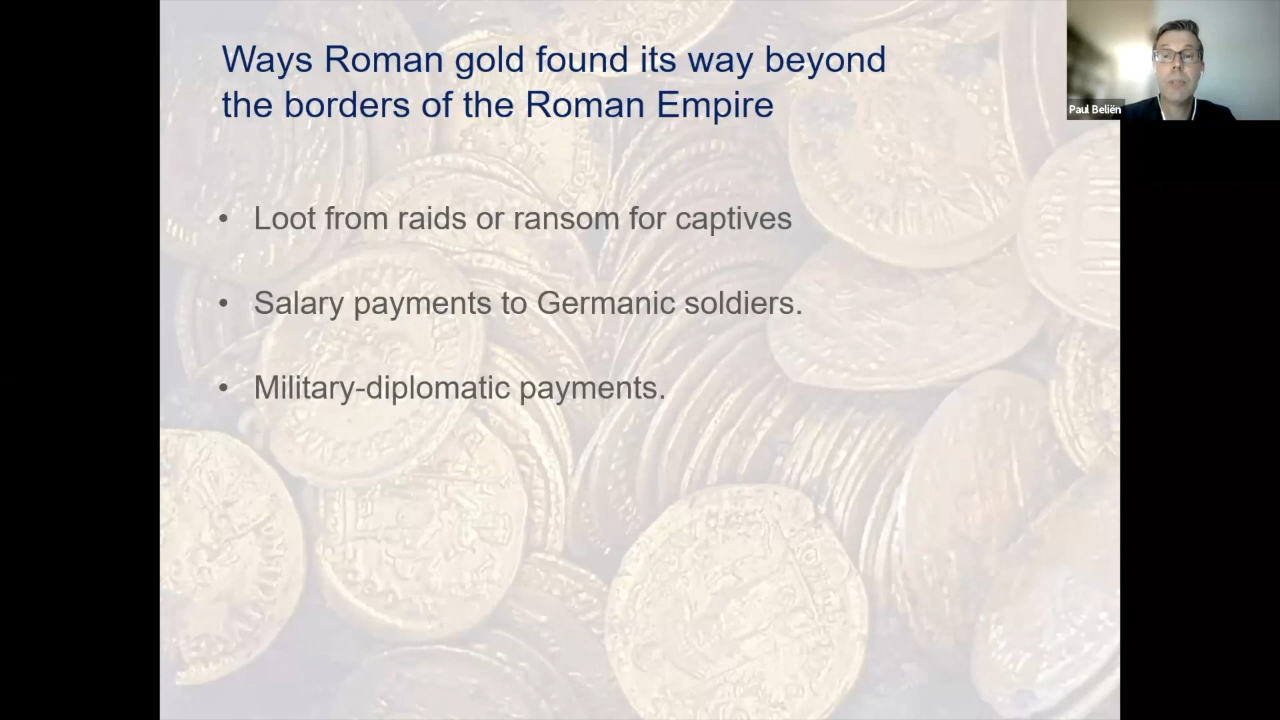 Ways Roman gold found its way beyond
the borders of the Roman Empire
• Loot from raids or ransom for captives
• Salary payments to Germanic soldiers.
• Military-diplomatic payments.
Paul Beliën